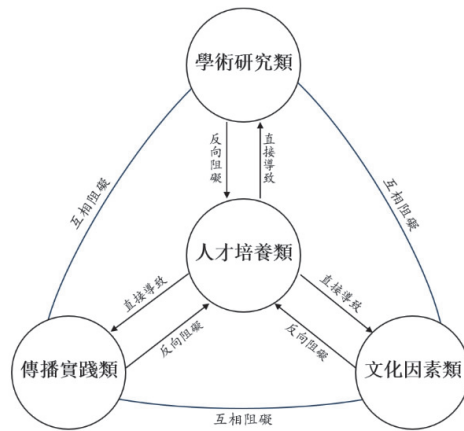 學術研究類
反向阻礙
直接導致
互相阻礙
互相阻礙
人才培養類
直接導致
反向阻礙
直接導致
反向阻礙
傳播實踐類
文化因素類
互相阻礙